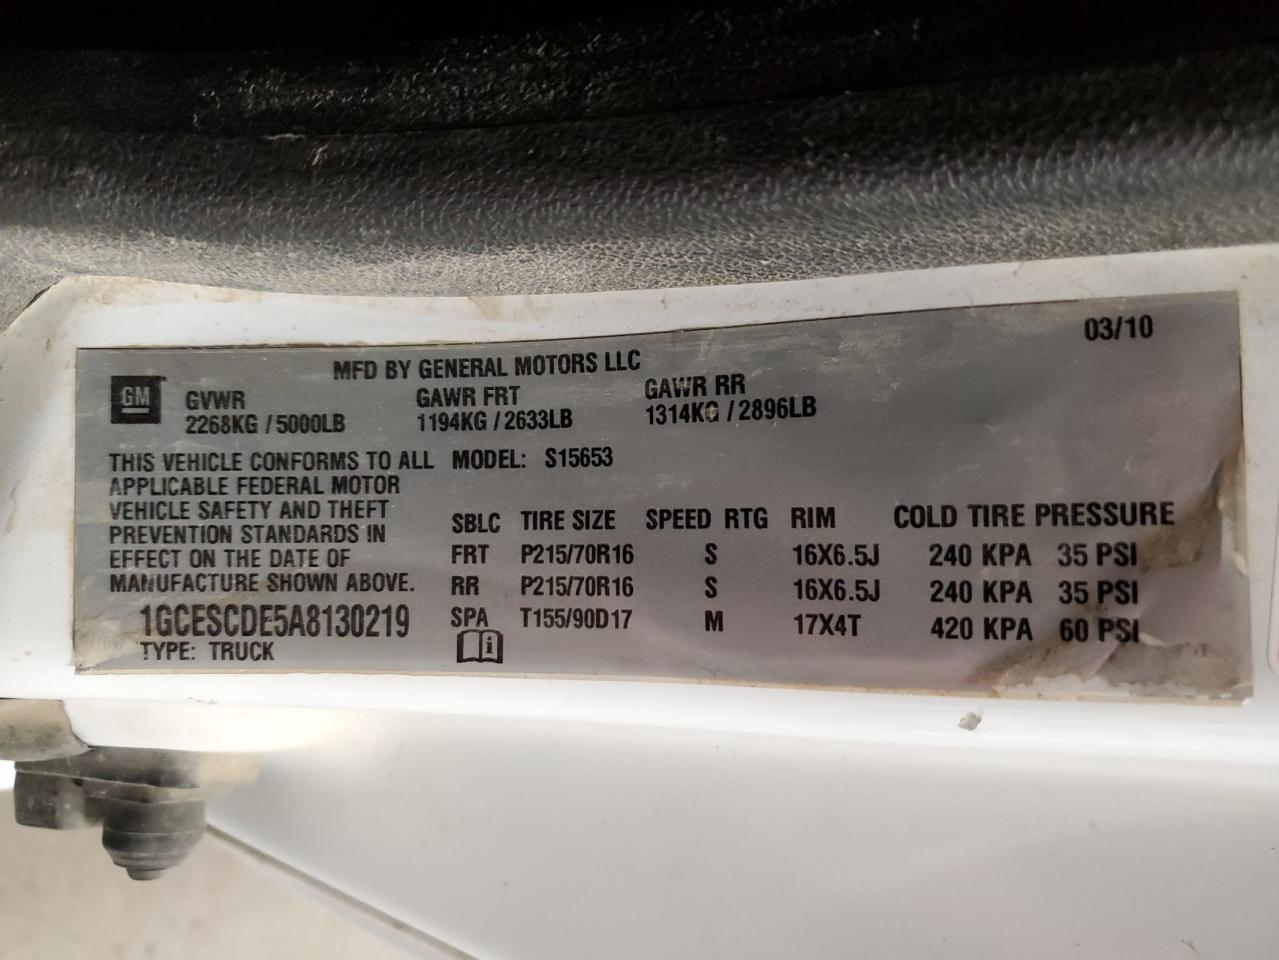 03/10
MFD BY GENERAL MOTORS LLC
GM
GVWR GAWR FRT GAWR RR
2268KG / 5000LB 1194KG / 2633LB 1314KG / 2896LB
THIS VEHICLE CONFORMS TO ALL MODEL: S15653
APPLICABLE FEDERAL MOTOR
VEHICLE SAFETY AND THEFT
PREVENTION STANDARDS IN
EFFECT ON THE DATE OF
MANUFACTURE SHOWN ABOVE.
1GCESCDE5A8130219
TYPE: TRUCK
SBLC TIRE SIZE SPEED RTG RIM COLD TIRE PRESSURE
FRT P215/70R16 S 16X6.5J 240 KPA 35 PSI
RR P215/70R16 S 16X6.5J 240 KPA 35 PSI
SPA T155/90D17 M 17X4T 420 KPA 60 PSI